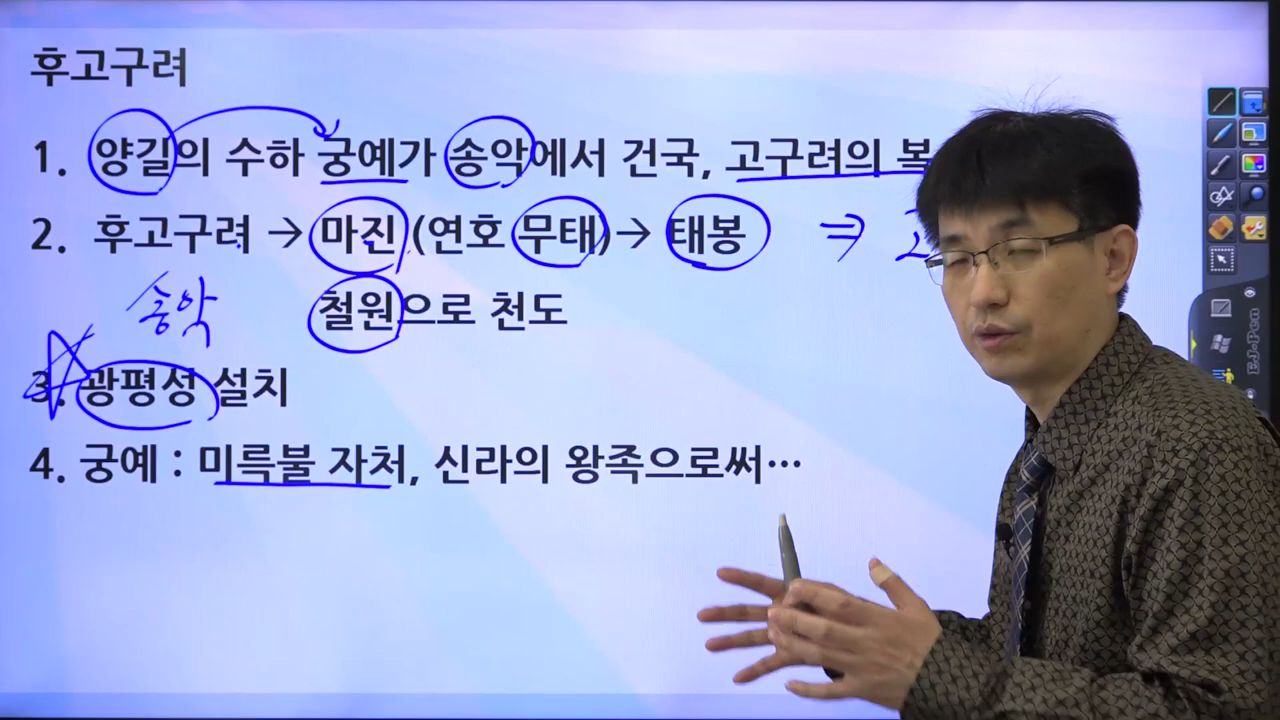 후고구려
1. 양길의 수하 궁예가 송악에서 건국, 고구려의 복
2. 후고구려 → 마진 (연호 무태) → 태봉 ⇒
송악 철원으로 천도
3. 광평성 설치
4. 궁예 : 미륵불 자처, 신라의 왕족으로써…
EJ-Pen